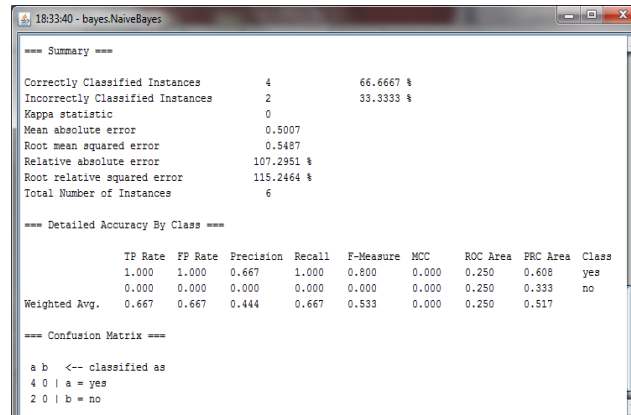 18:33:40 - bayes.NaiveBayes
=== Summary ===
Correctly Classified Instances 4 66.6667 %
Incorrectly Classified Instances 2 33.3333 %
Kappa statistic 0
Mean absolute error 0.5007
Root mean squared error 0.5487
Relative absolute error 107.2951 %
Root relative squared error 115.2464 %
Total Number of Instances 6
=== Detailed Accuracy By Class ===
TP Rate FP Rate Precision Recall F-Measure MCC ROC Area PRC Area Class
1.000 1.000 0.667 1.000 0.800 0.000 0.250 0.608 yes
0.000 0.000 0.000 0.000 0.000 0.000 0.250 0.333 no
Weighted Avg. 0.667 0.667 0.444 0.667 0.533 0.000 0.250 0.517
=== Confusion Matrix ===
a b <-- classified as
4 0 | a = yes
2 0 | b = no